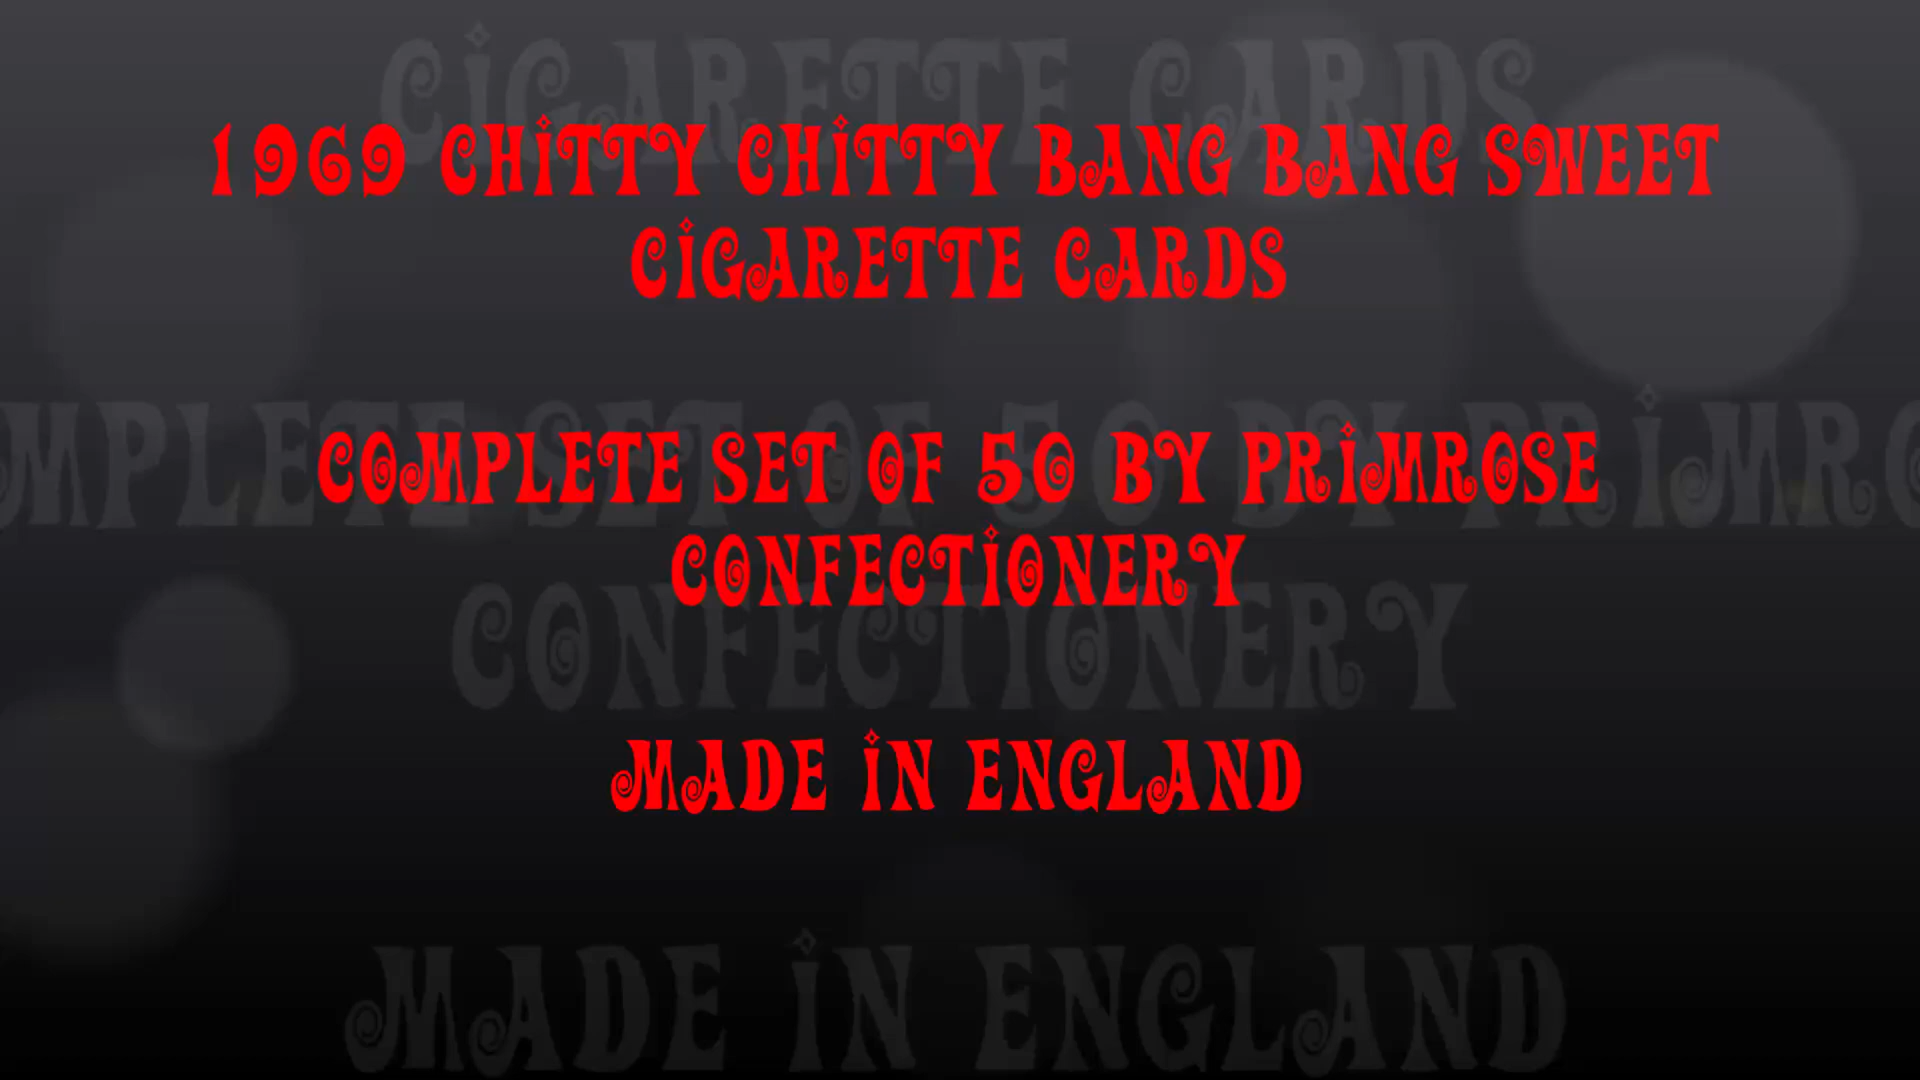 1969 CHITTY CHITTY BANG BANG SWEET
CIGARETTE CARDS
COMPLETE SET OF 50 BY PRIMROSE
CONFECTIONERY
MADE IN ENGLAND